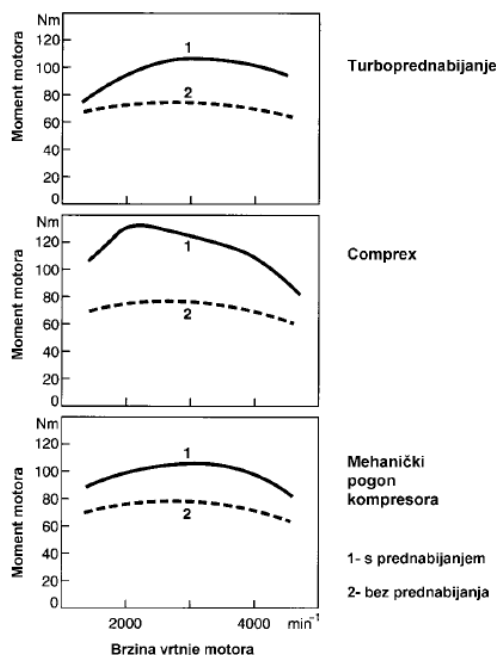 Nm
120
100
80
60
40
20
0
Moment motora
1
2
Turboprednabijanje
Nm
120
100
80
60
40
20
0
Moment motora
1
2
Comprex
Nm
120
100
80
60
40
20
0
Moment motora
1
2
Mehanički
pogon
kompresora
1- s prednabijanjem
2- bez prednabijanja
2000 4000 min⁻¹
Brzina vrtnje motora